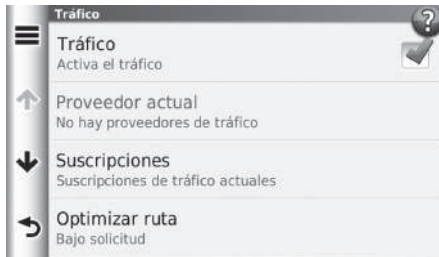 Tráfico
?
Tráfico
Activa el tráfico
Proveedor actual
No hay proveedores de tráfico
Suscripciones
Suscripciones de tráfico actuales
Optimizar ruta
Bajo solicitud